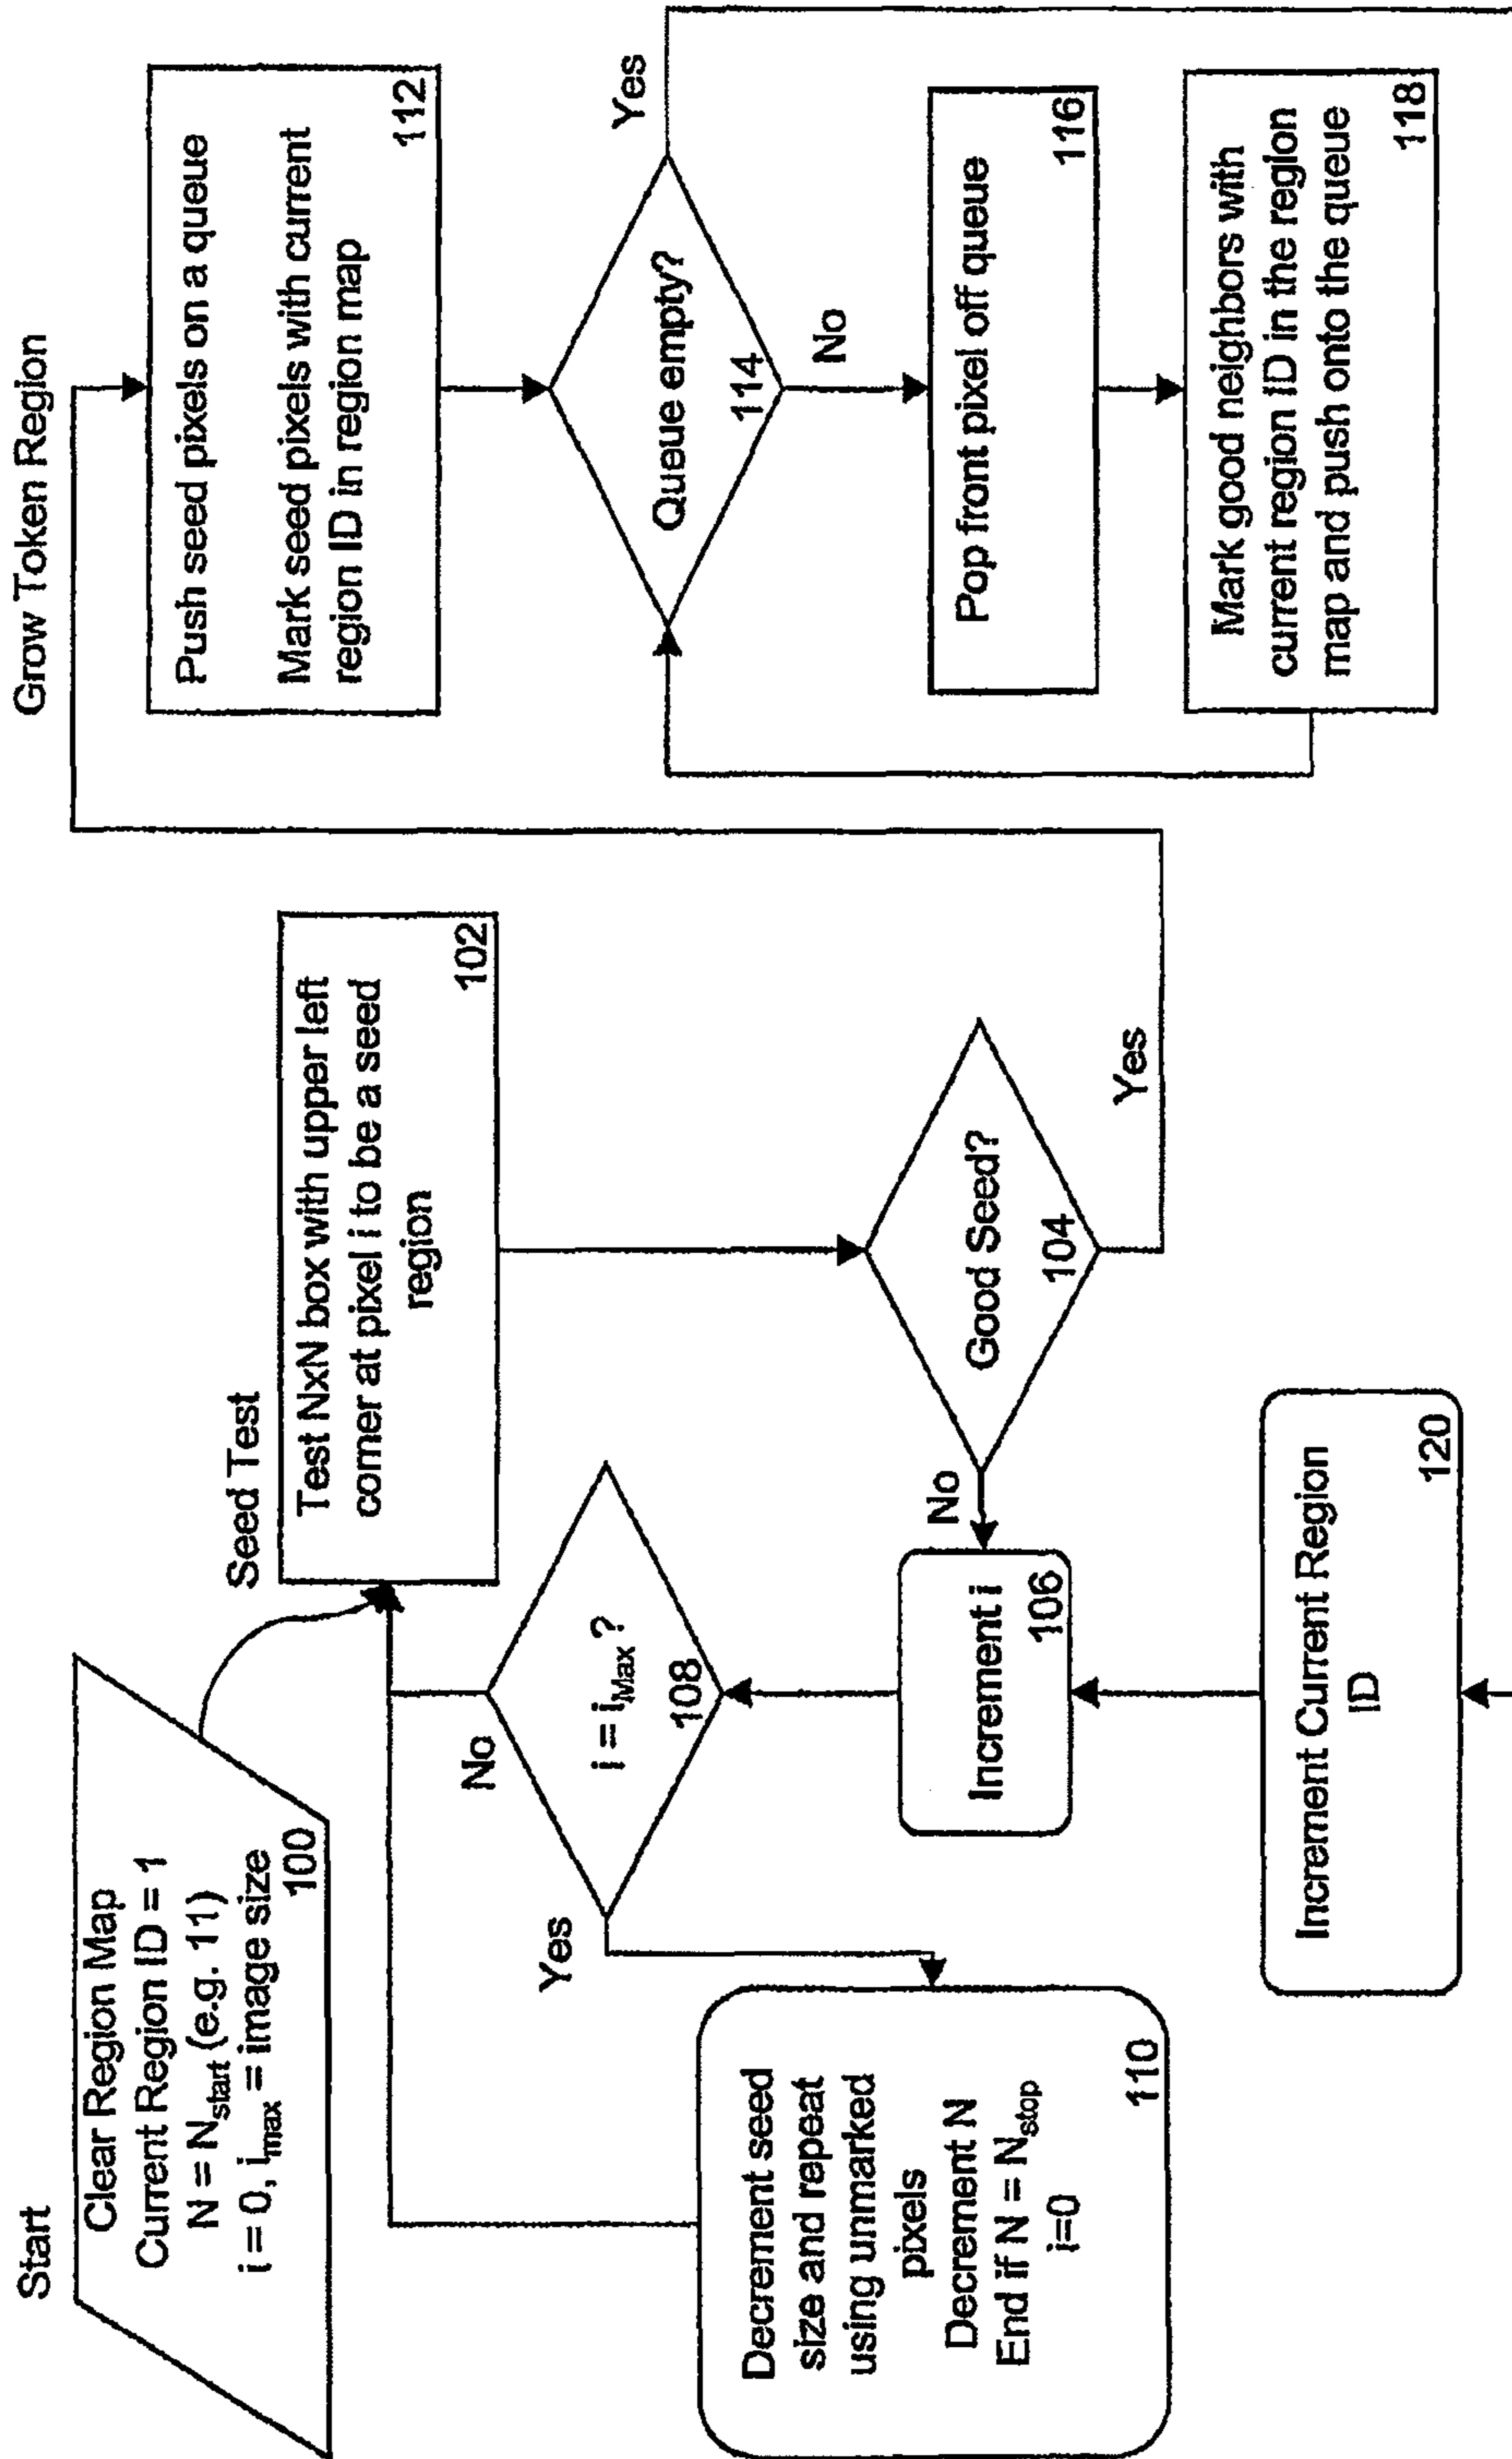 Start
Clear Region Map
Current Region ID = 1
N = Nstart (e.g. 11)
i = 0, imax = image size
100
Seed Test
Test NxN box with upper left
corner at pixel i to be a seed
region
102
Good Seed?
104
No
Yes
Increment i
106
i = iMax?
108
No
Yes
Decrement seed
size and repeat
using unmarked
pixels
Decrement N
End if N = Nstop
i=0
110
Grow Token Region
Push seed pixels on a queue
Mark seed pixels with current
region ID in region map
112
Queue empty?
114
Yes
No
Pop front pixel off queue
116
Mark good neighbors with
current region ID in the region
map and push onto the queue
118
Increment Current Region
ID
120